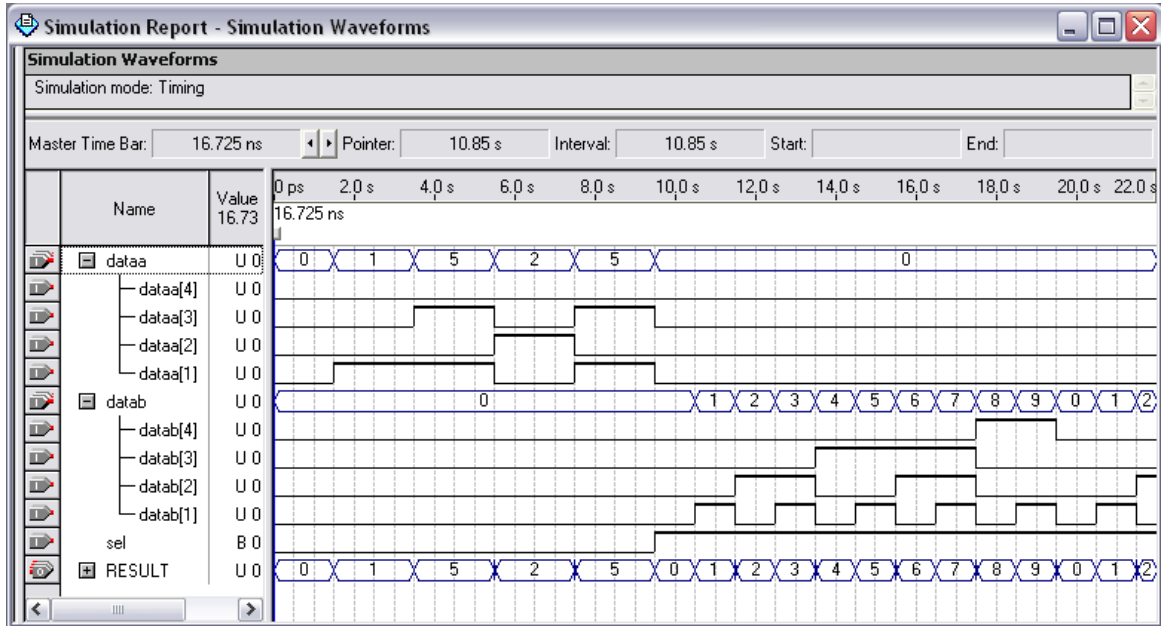 Simulation Report - Simulation Waveforms
Simulation Waveforms
Simulation mode: Timing
Master Time Bar: 16.725 ns Pointer: 10.85 s Interval: 10.85 s Start: End:
Name Value 16.73 0 ps 2.0 s 4.0 s 6.0 s 8.0 s 10.0 s 12.0 s 14.0 s 16.0 s 18.0 s 20.0 s 22.0 s
16.725 ns
dataa U 0 0 1 5 2 5 0
dataa[4] U 0
dataa[3] U 0
dataa[2] U 0
dataa[1] U 0
datab U 0 0 1 2 3 4 5 6 7 8 9 0 1 2
datab[4] U 0
datab[3] U 0
datab[2] U 0
datab[1] U 0
sel B 0
RESULT U 0 0 1 5 2 5 0 1 2 3 4 5 6 7 8 9 0 1 2